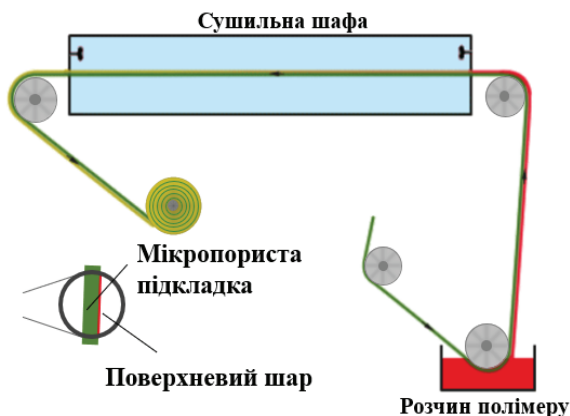 Сушильна шафа
Мікропориста
підкладка
Поверхневий шар
Розчин полімеру